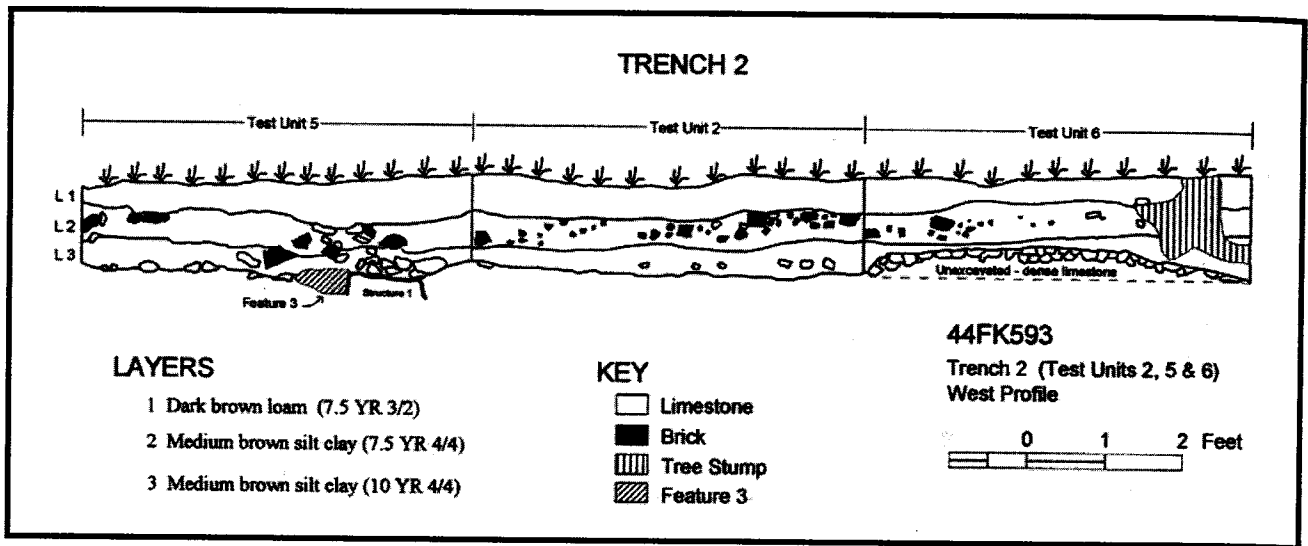 TRENCH 2
Test Unit 5
Test Unit 2
Test Unit 6
L 1
L 2
L 3
Feature 3
Structure 1
Unexcavated - dense limestone
LAYERS
1 Dark brown loam (7.5 YR 3/2)
2 Medium brown silt clay (7.5 YR 4/4)
3 Medium brown silt clay (10 YR 4/4)
KEY
Limestone
Brick
Tree Stump
Feature 3
44FK593
Trench 2 (Test Units 2, 5 & 6)
West Profile
0 1 2 Feet